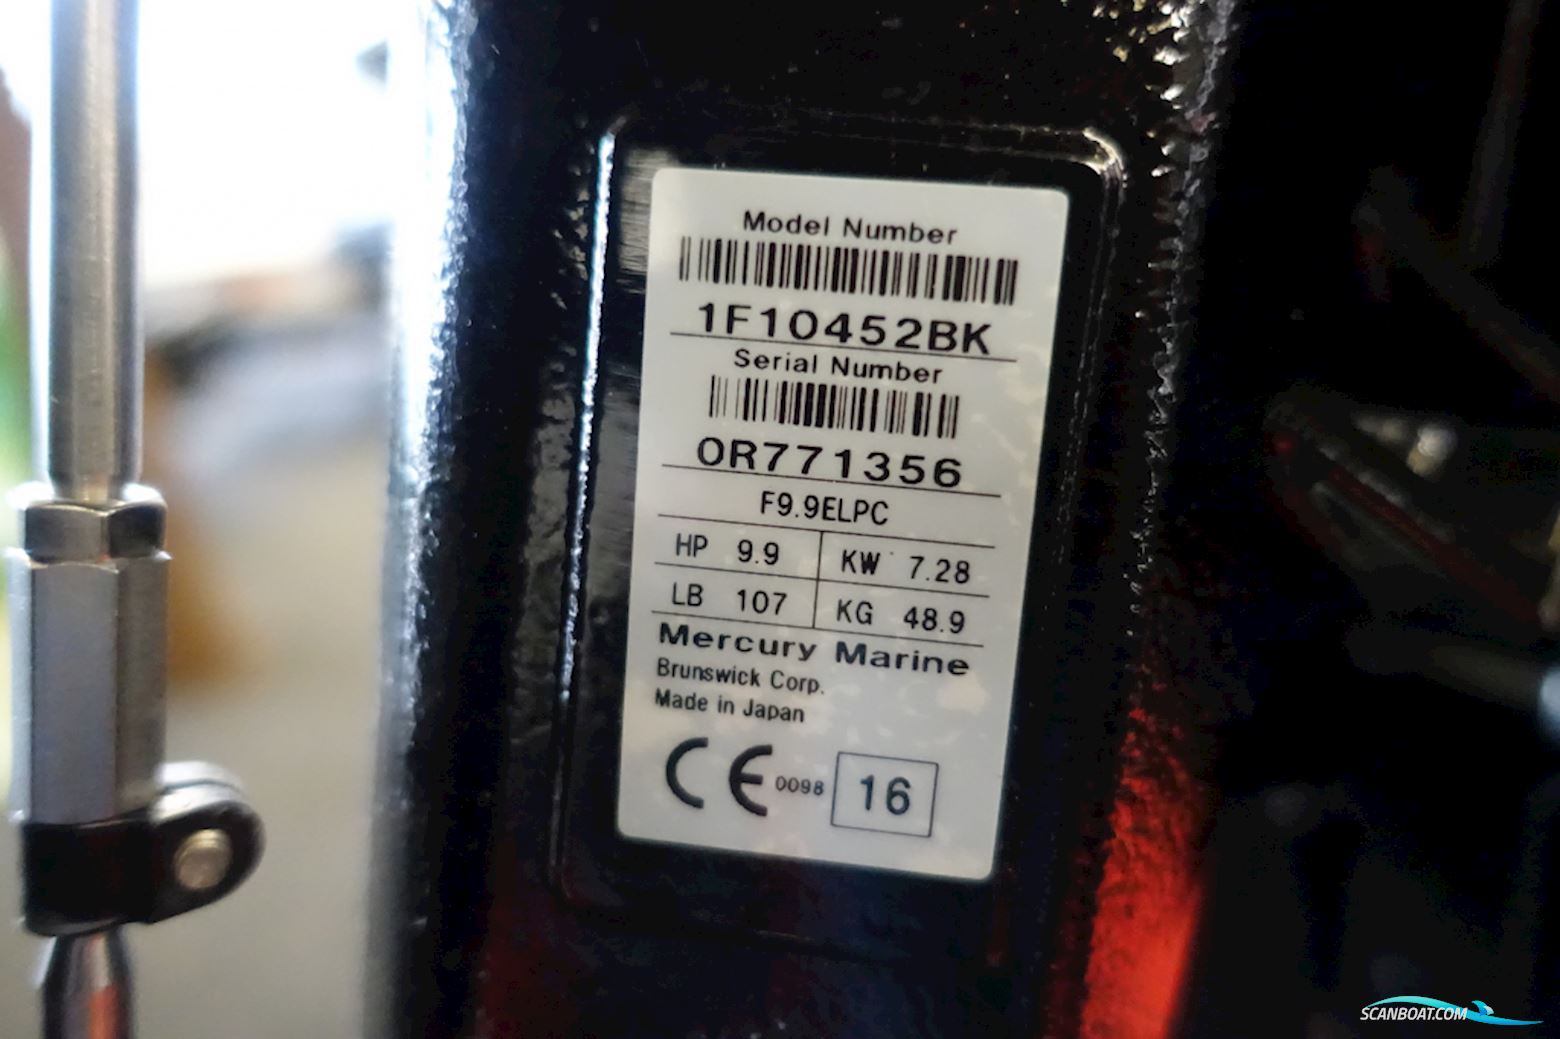 Model Number
1F10452BK
Serial Number
0R771356
F9.9ELPC
HP 9.9 KW 7.28
LB 107 KG 48.9
Mercury Marine
Brunswick Corp.
Made in Japan
CE 0098 16
SCANBOAT.COM